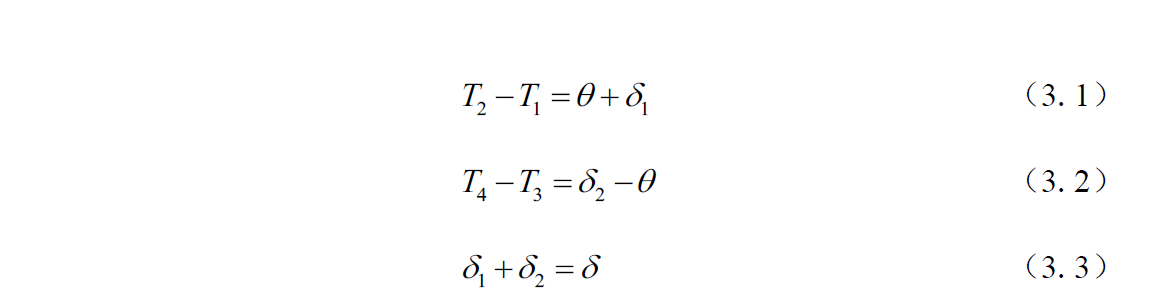 T₂ − T₁ = θ + δ₁ （3.1）
T₄ − T₃ = δ₂ − θ （3.2）
δ₁ + δ₂ = δ （3.3）